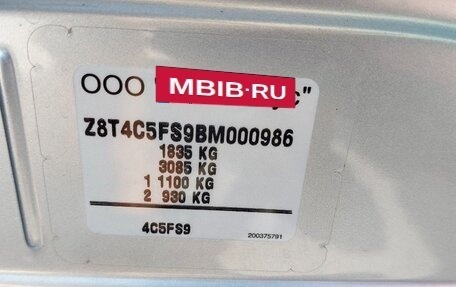 ООО "
MBIB·RU
Z8T4C5FS9BM000986
1835 KG
3085 KG
1 1100 KG
2 930 KG
4C5FS9
200375791